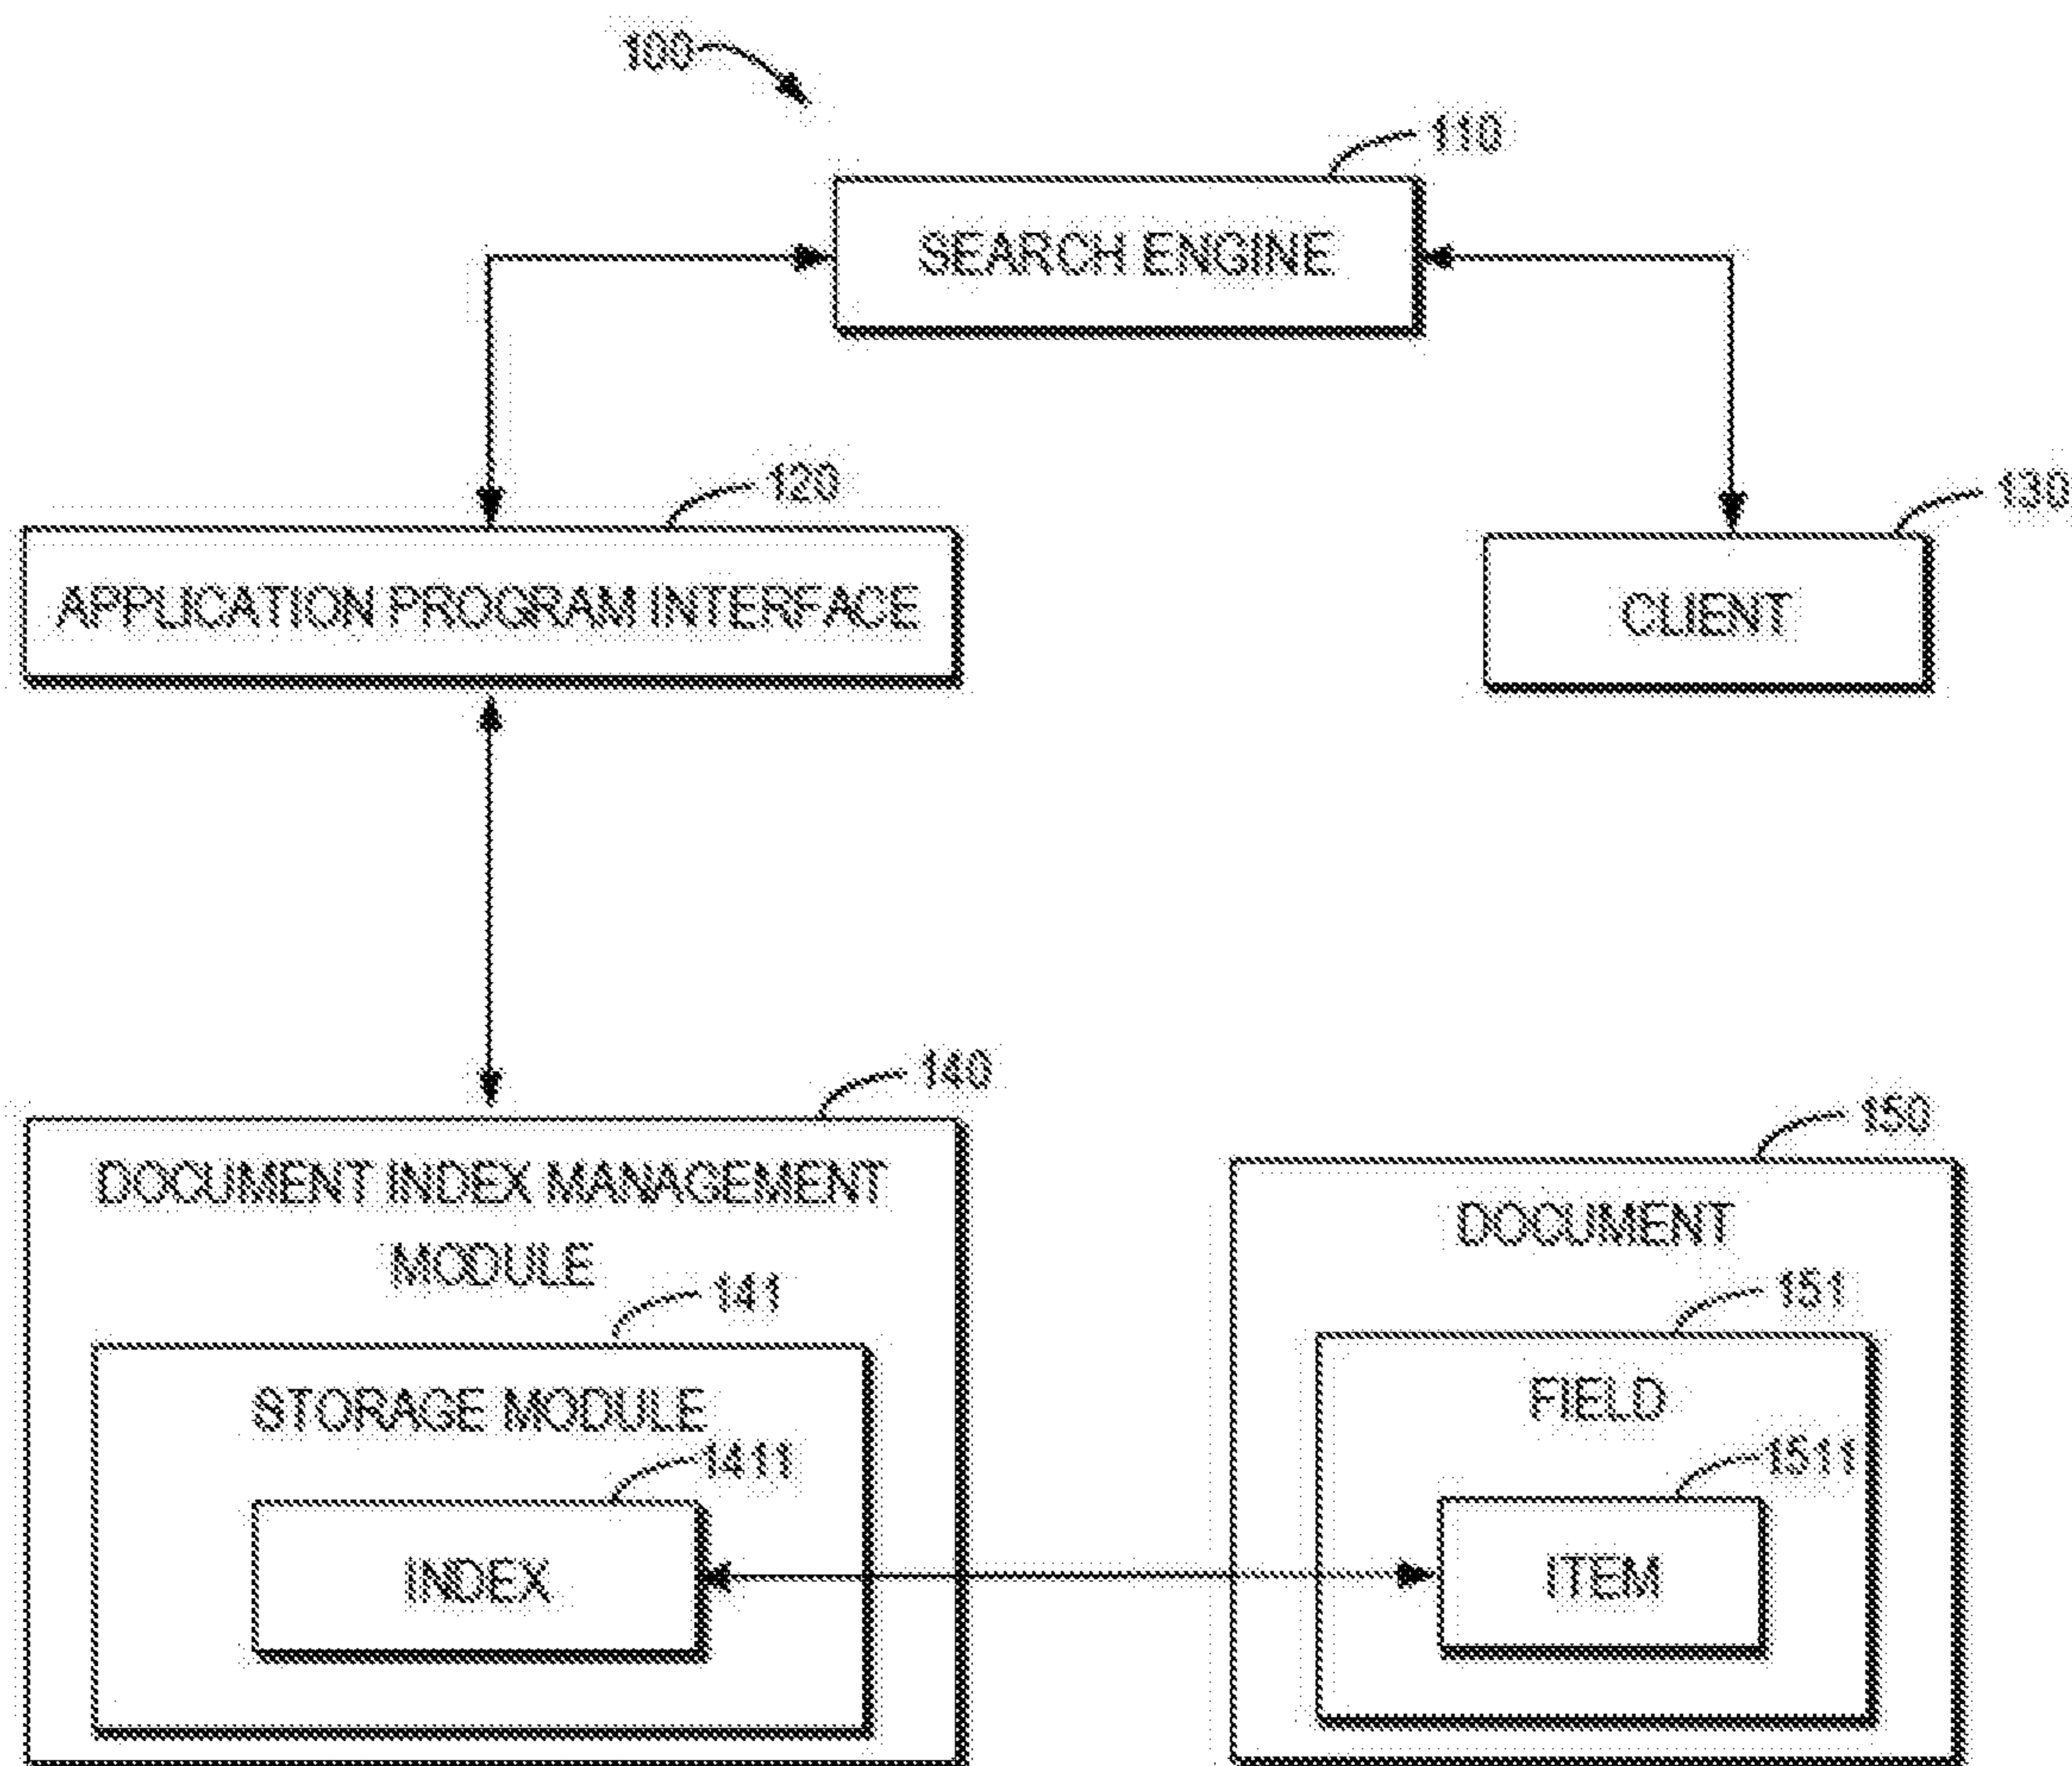 100
110
SEARCH ENGINE
120
130
APPLICATION PROGRAM INTERFACE
CLIENT
140
150
DOCUMENT INDEX MANAGEMENT
MODULE
DOCUMENT
141
151
STORAGE MODULE
FIELD
1411
1511
INDEX
ITEM